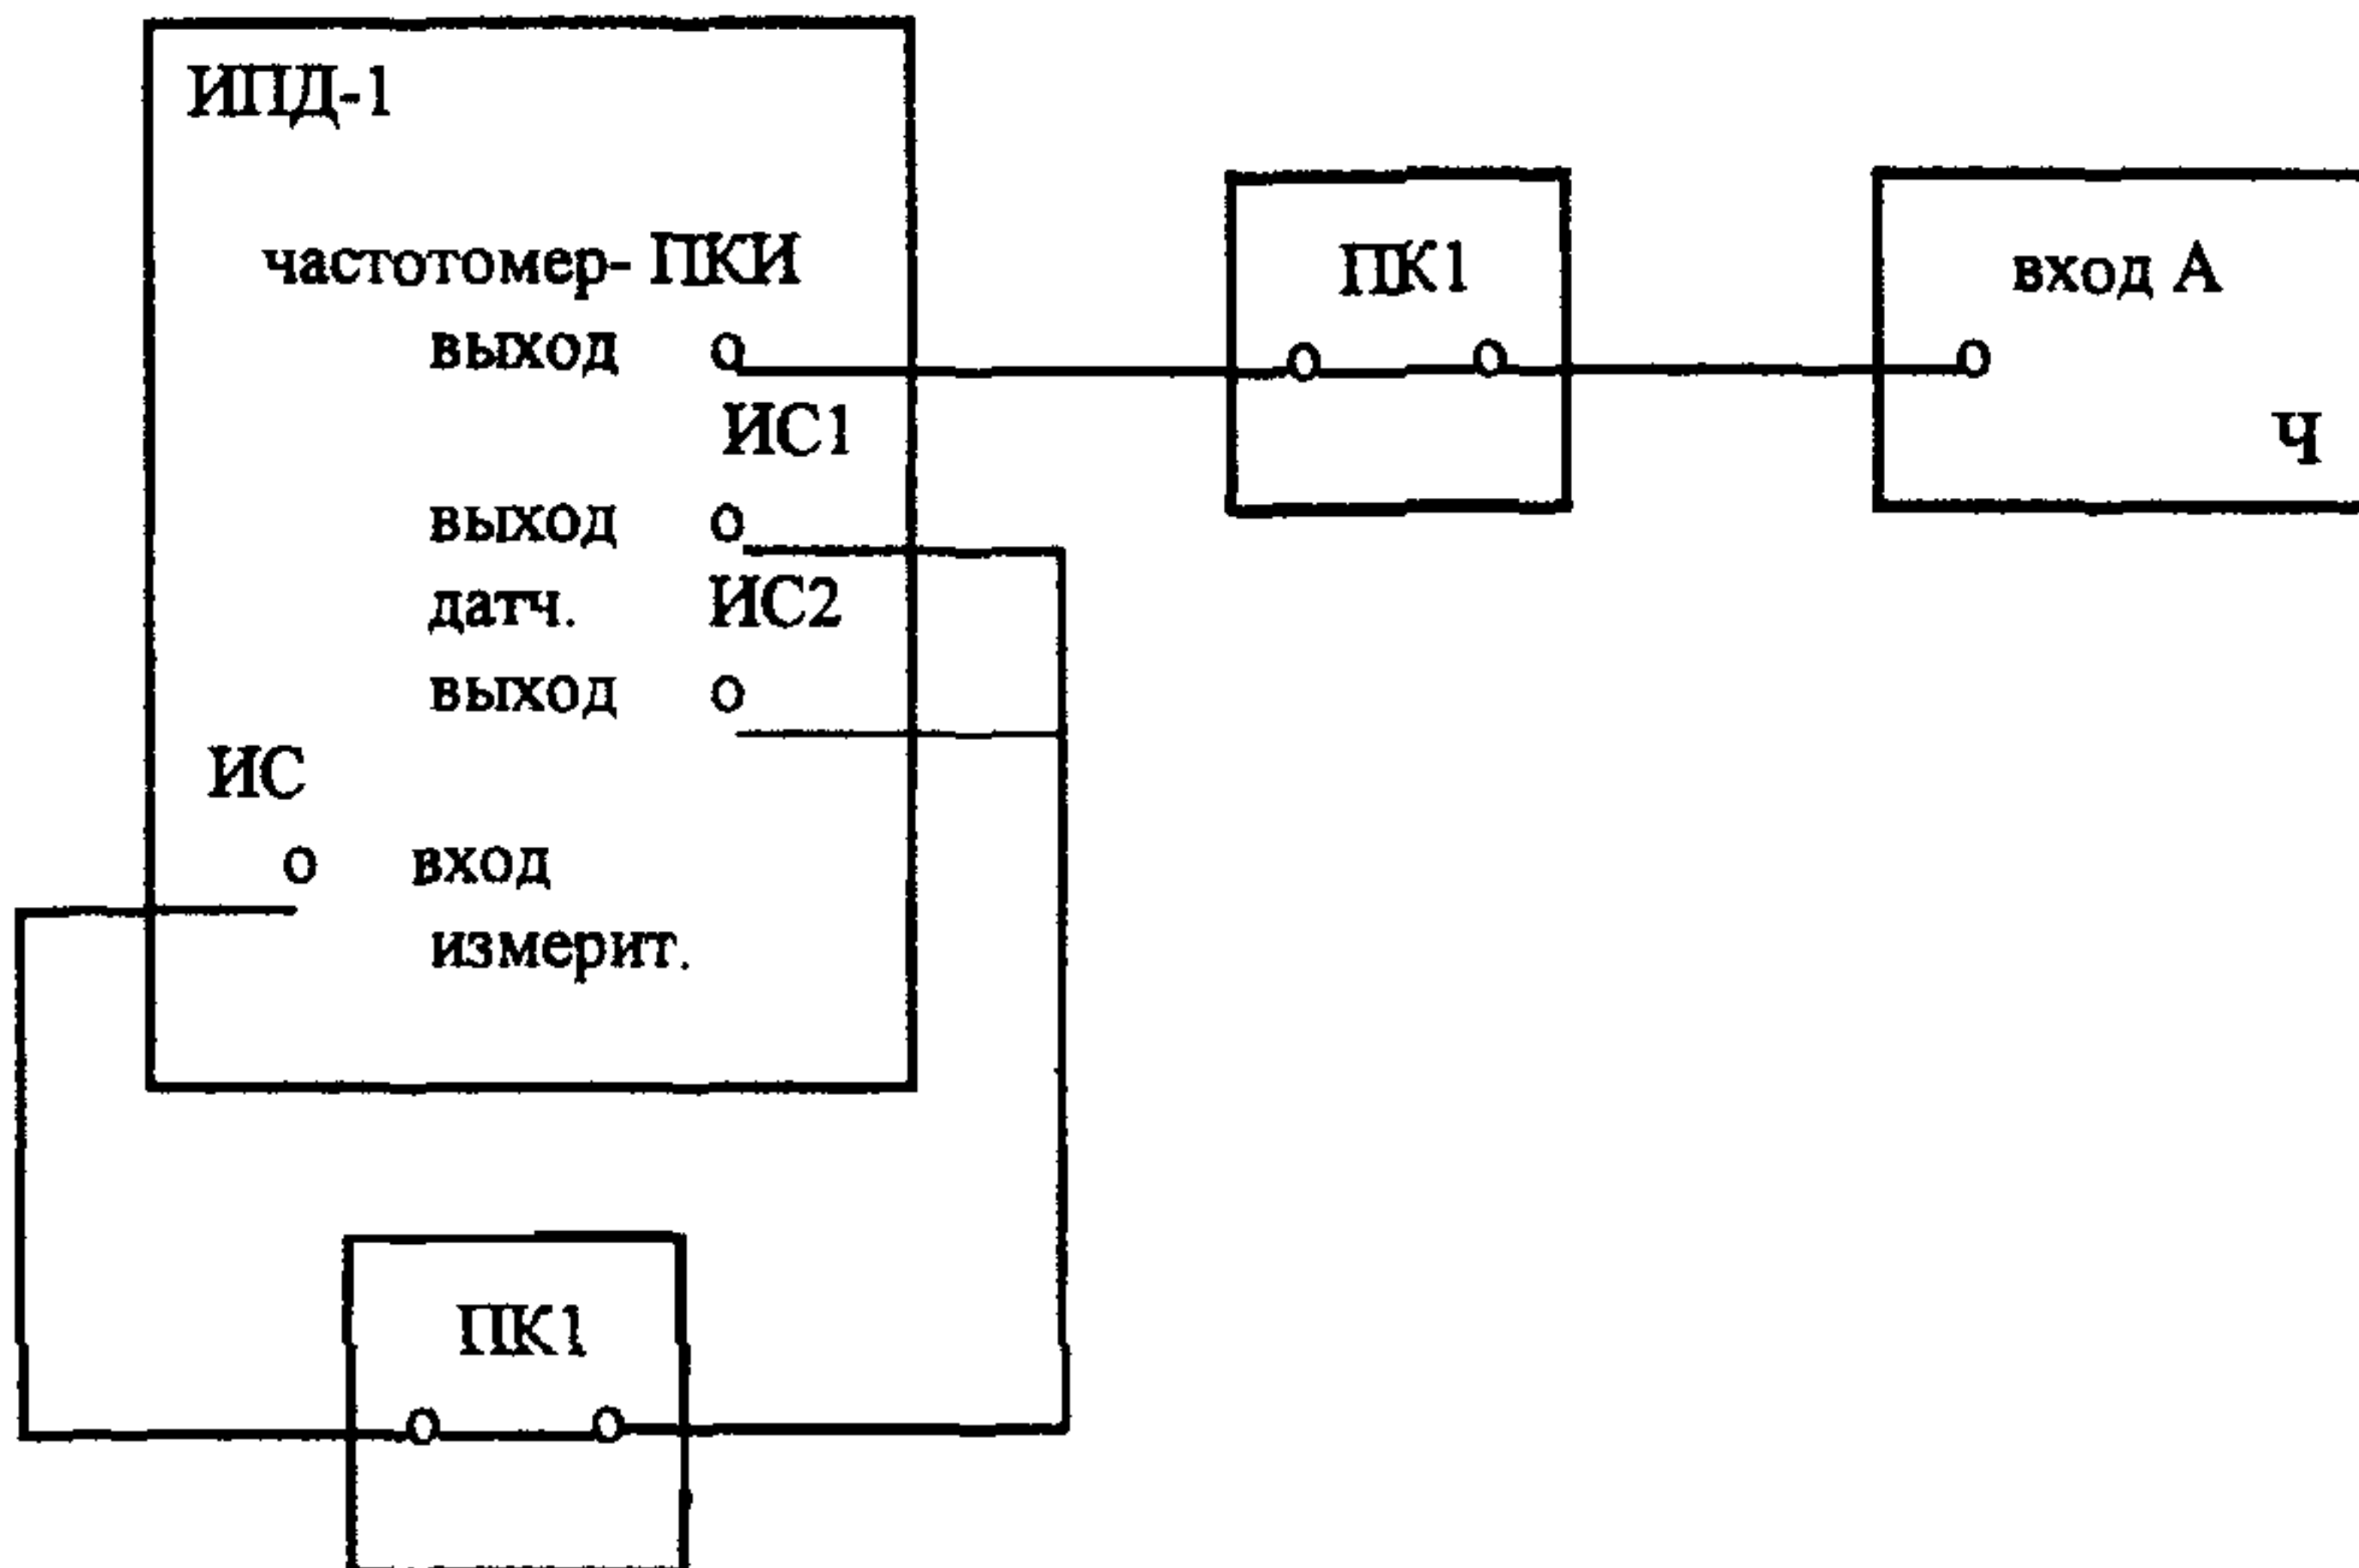 ИПД-1
частотомер- ПКИ
выход
ИС1
выход
датч. ИС2
выход
ИС
вход
измерит.
ПК1
вход А
Ч
ПК1